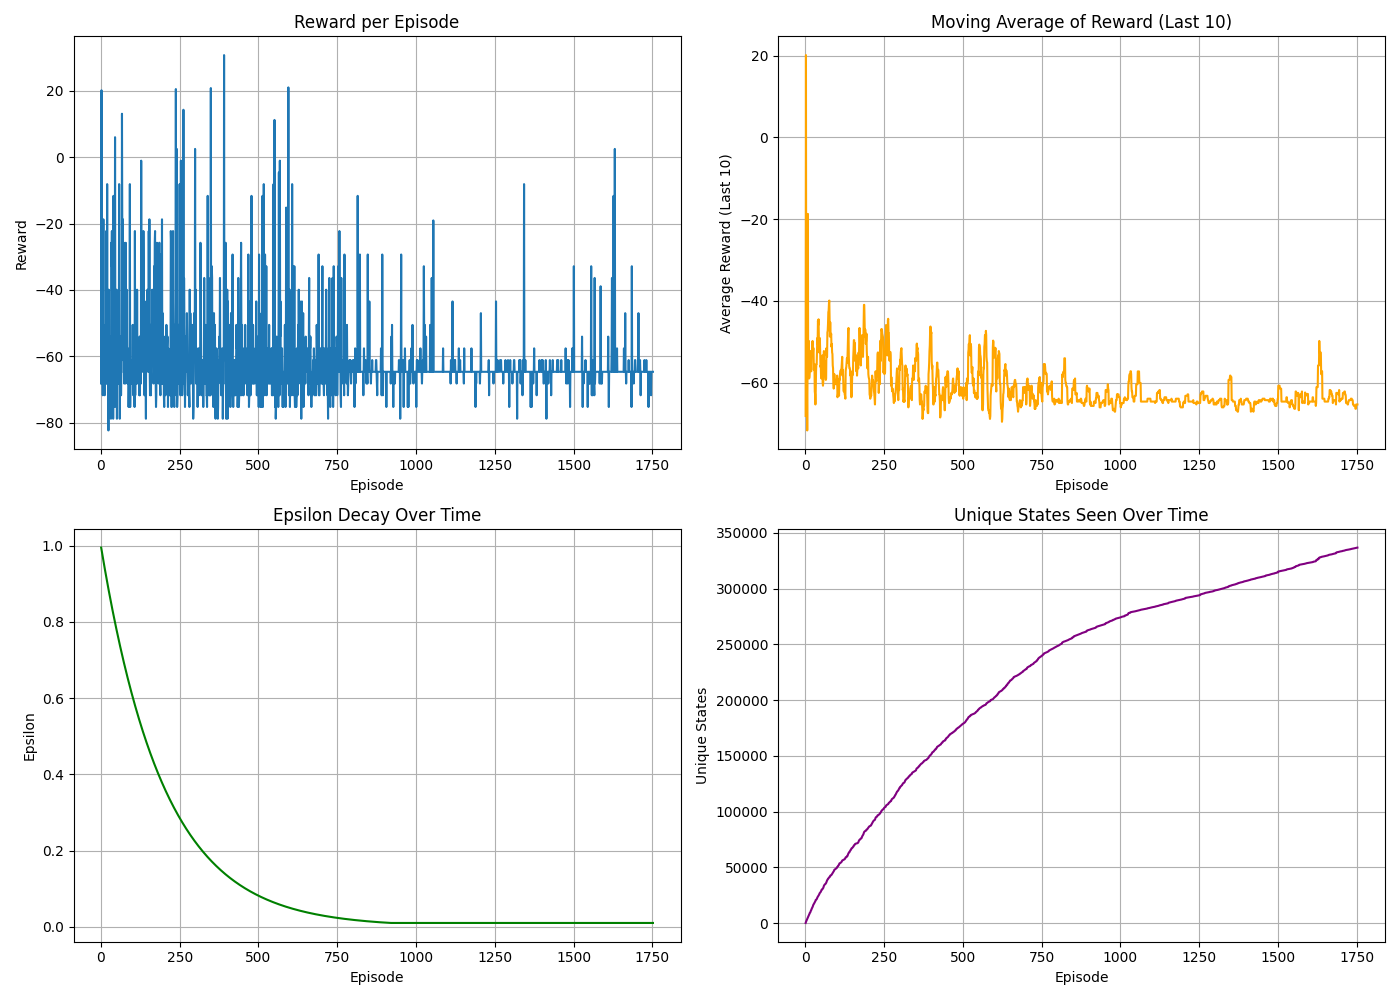 Reward per Episode
20
0
−20
−40
−60
−80
Reward
0 250 500 750 1000 1250 1500 1750
Episode
Moving Average of Reward (Last 10)
20
0
−20
−40
−60
Average Reward (Last 10)
0 250 500 750 1000 1250 1500 1750
Episode
Epsilon Decay Over Time
1.0
0.8
0.6
0.4
0.2
0.0
Epsilon
0 250 500 750 1000 1250 1500 1750
Episode
Unique States Seen Over Time
350000
300000
250000
200000
150000
100000
50000
0
Unique States
0 250 500 750 1000 1250 1500 1750
Episode